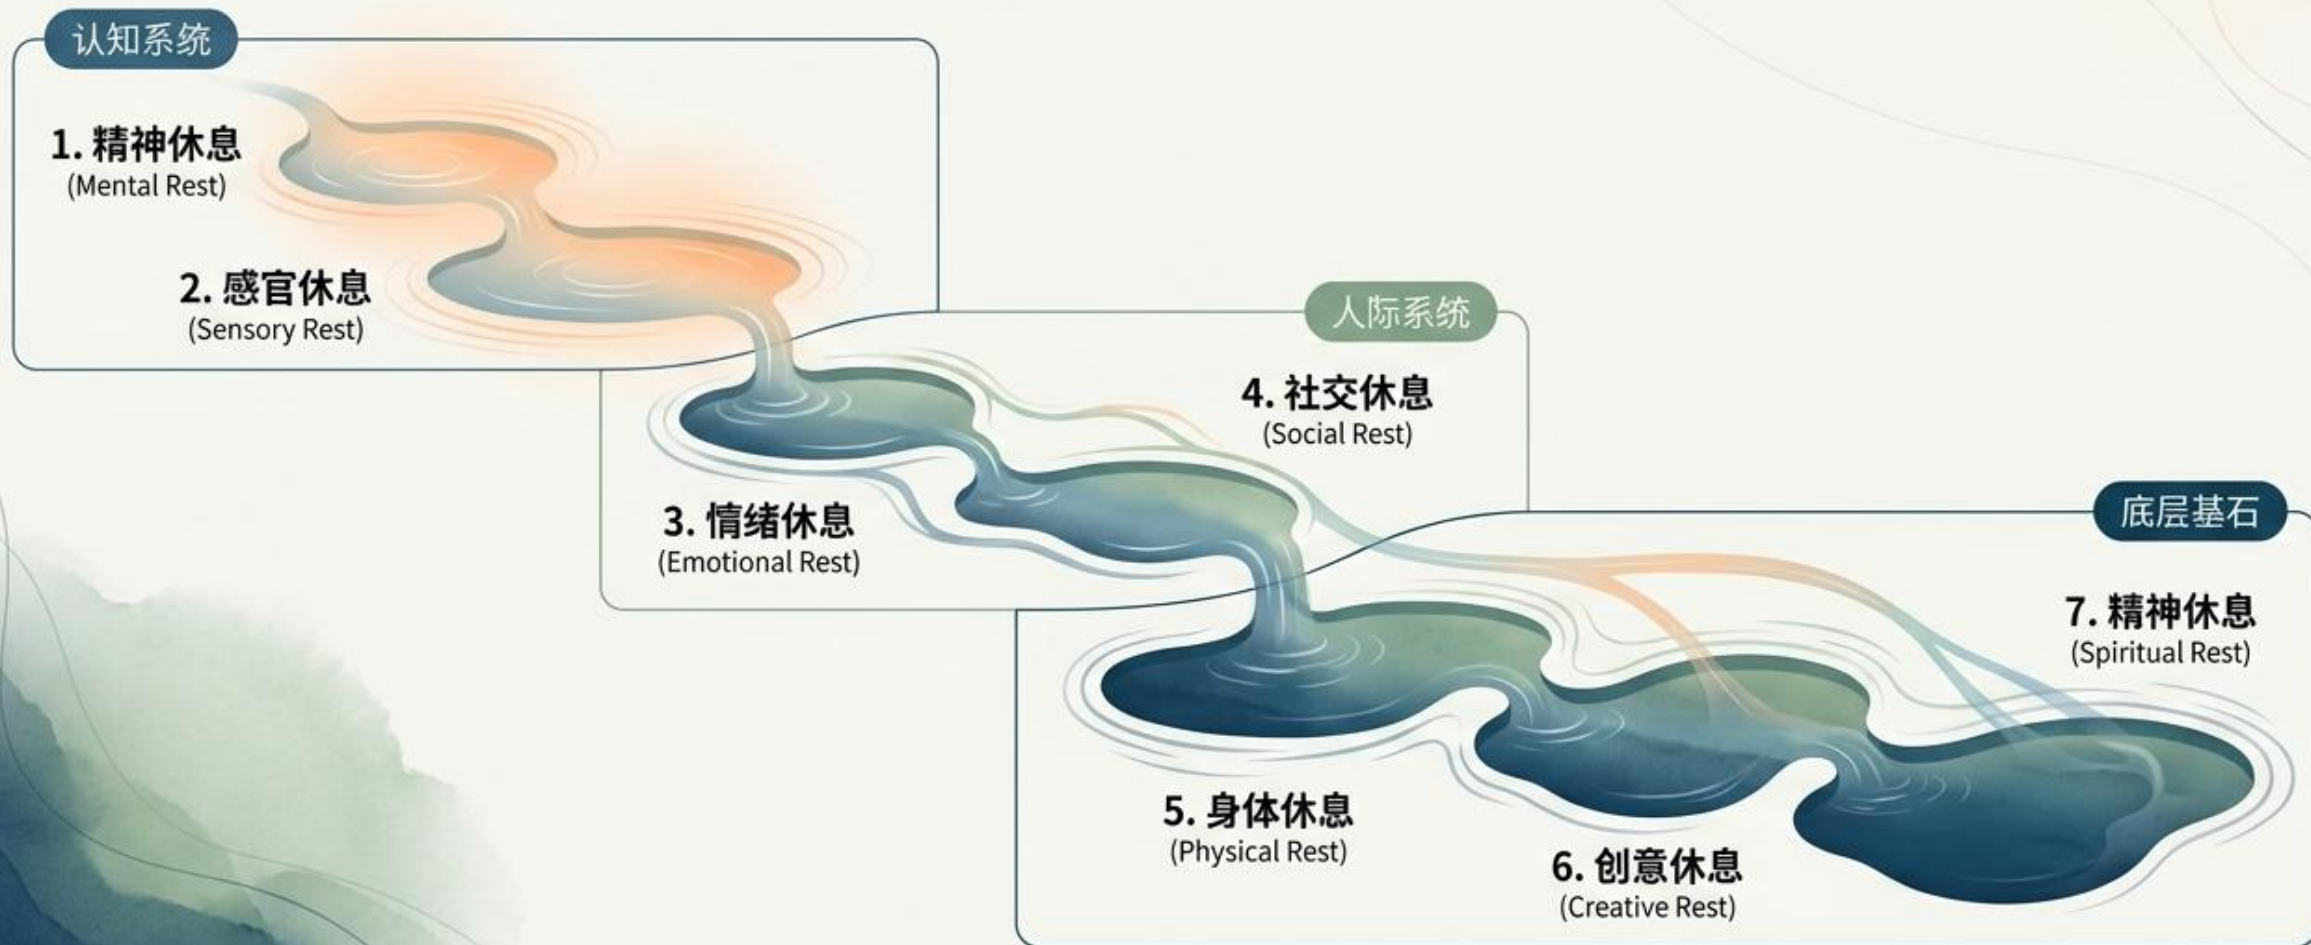 认知系统
1. 精神休息
(Mental Rest)
2. 感官休息
(Sensory Rest)
人际系统
3. 情绪休息
(Emotional Rest)
4. 社交休息
(Social Rest)
底层基石
5. 身体休息
(Physical Rest)
6. 创意休息
(Creative Rest)
7. 精神休息
(Spiritual Rest)